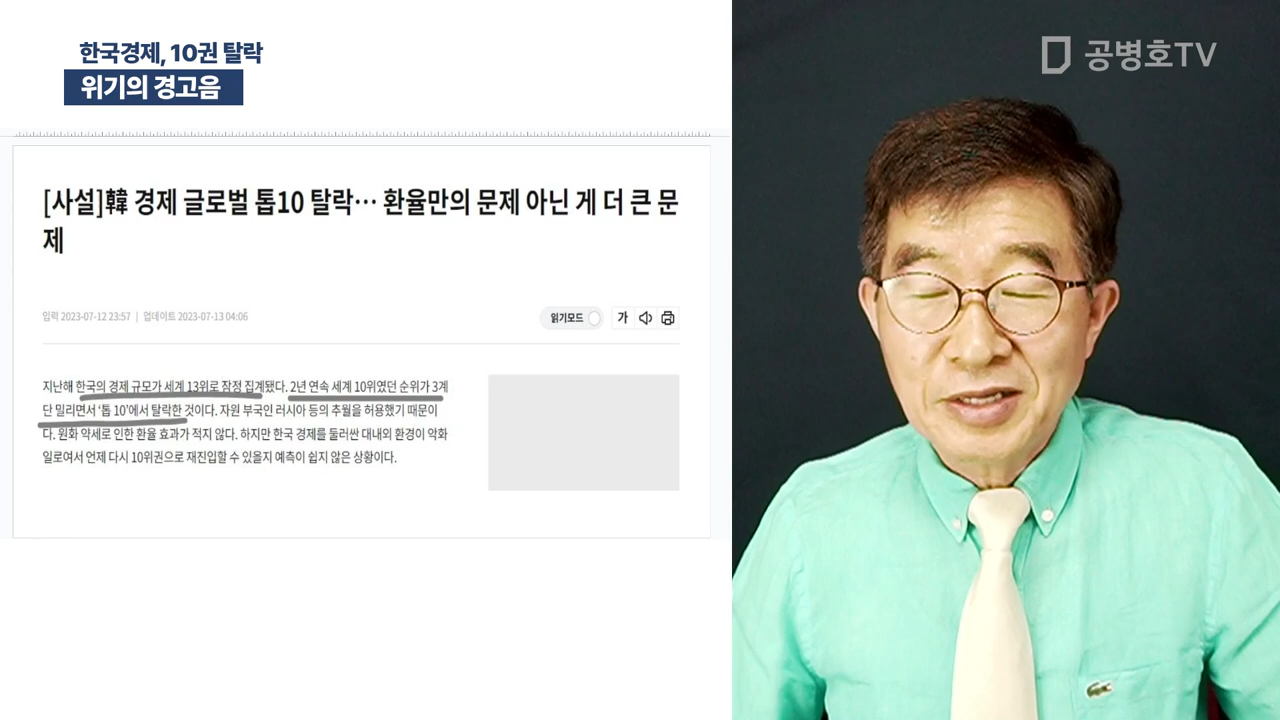 한국경제, 10권 탈락
위기의 경고음
공병호TV
[사설]韓 경제 글로벌 톱10 탈락… 환율만의 문제 아닌 게 더 큰 문
제
입력 2023-07-12 23:57 | 업데이트 2023-07-13 04:06
읽기모드
가
지난해 한국의 경제 규모가 세계 13위로 잠정 집계됐다. 2년 연속 세계 10위였던 순위가 3계
단 밀리면서 ‘톱 10’에서 탈락한 것이다. 자원 부국인 러시아 등의 추월을 허용했기 때문이
다. 원화 약세로 인한 환율 효과가 적지 않다. 하지만 한국 경제를 둘러싼 대내외 환경이 악화
일로여서 언제 다시 10위권으로 재진입할 수 있을지 예측이 쉽지 않은 상황이다.